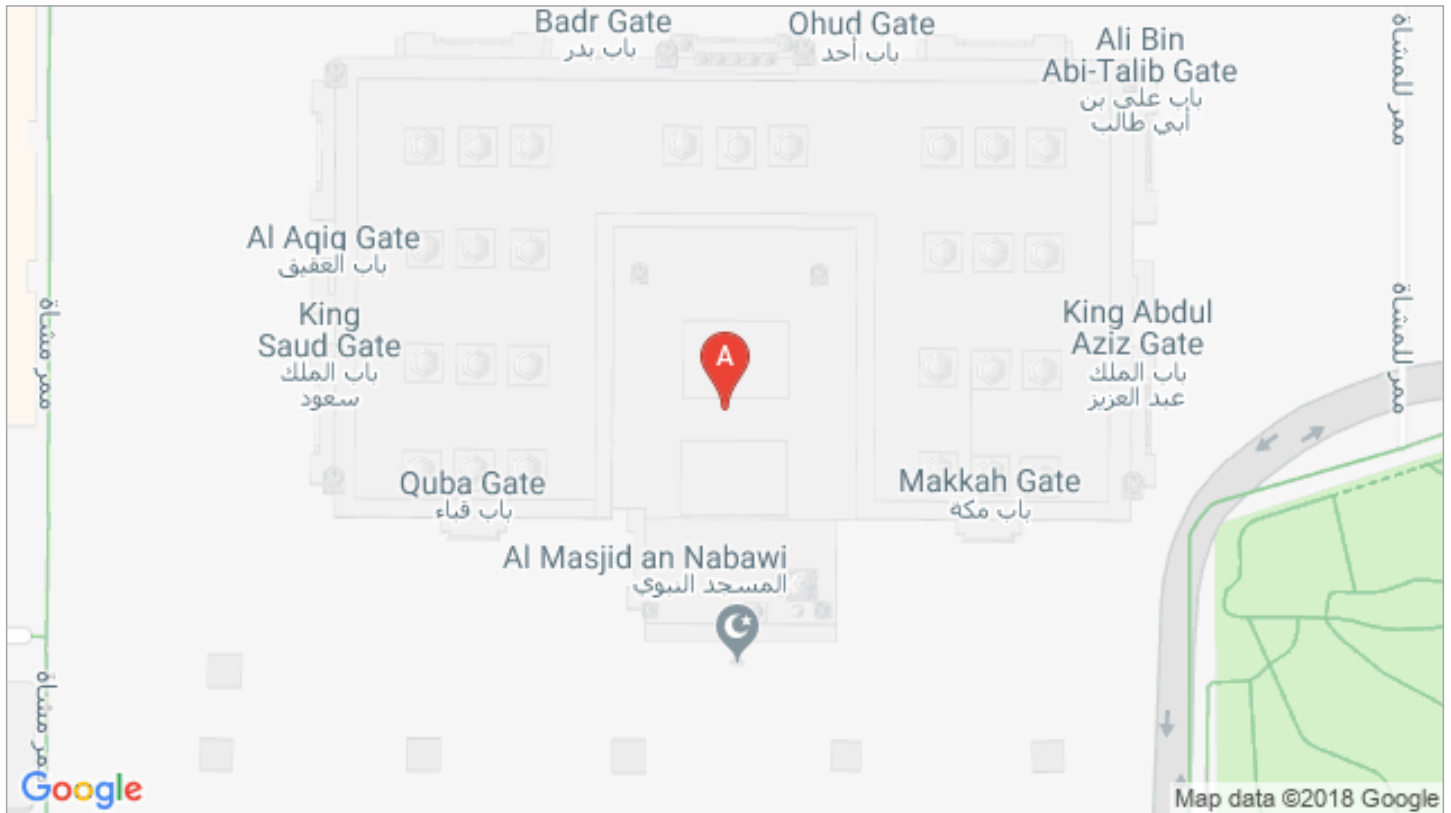 Badr Gate
باب بدر
Ohud Gate
باب أحد
Ali Bin
Abi-Talib Gate
باب على بن
أبي طالب
ممر للمشاة
Al Aqiq Gate
باب العقيق
King
Saud Gate
باب الملك
سعود
ممر مشاة
A
King Abdul
Aziz Gate
باب الملك
عبد العزيز
ممر للمشاة
Quba Gate
باب قباء
Makkah Gate
باب مكة
Al Masjid an Nabawi
المسجد النبوي
ممر مشاة
Google
Map data ©2018 Google